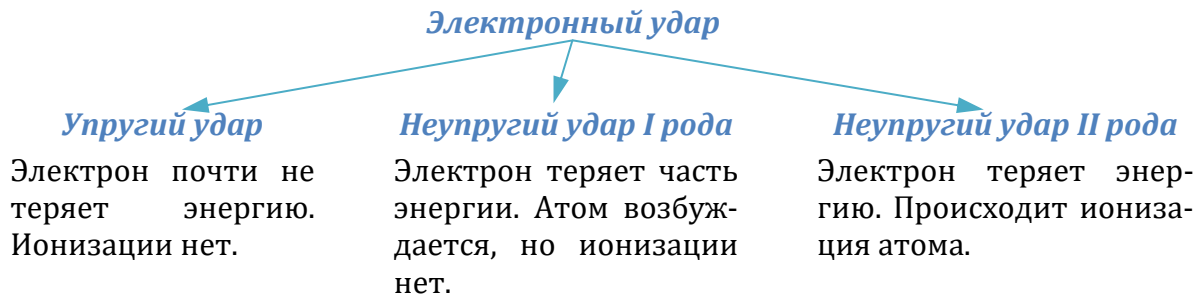 Электронный удар
Упругий удар
Электрон почти не
теряет энергию.
Ионизации нет.
Неупругий удар I рода
Электрон теряет часть
энергии. Атом возбуж-
дается, но ионизации
нет.
Неупругий удар II рода
Электрон теряет энер-
гию. Происходит иониза-
ция атома.